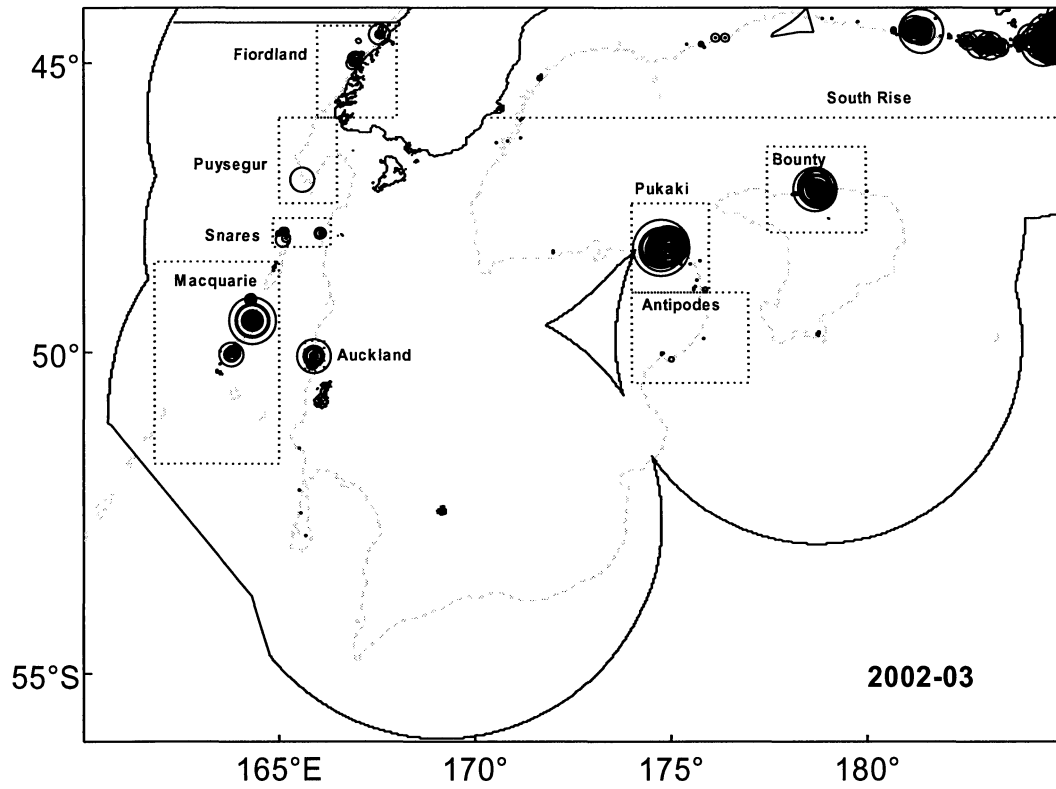 Fiordland
45°
South Rise
Bounty
Puysegur
Pukaki
Snares
Macquarie
Antipodes
50°
Auckland
55°S
2002-03
165°E
170°
175°
180°